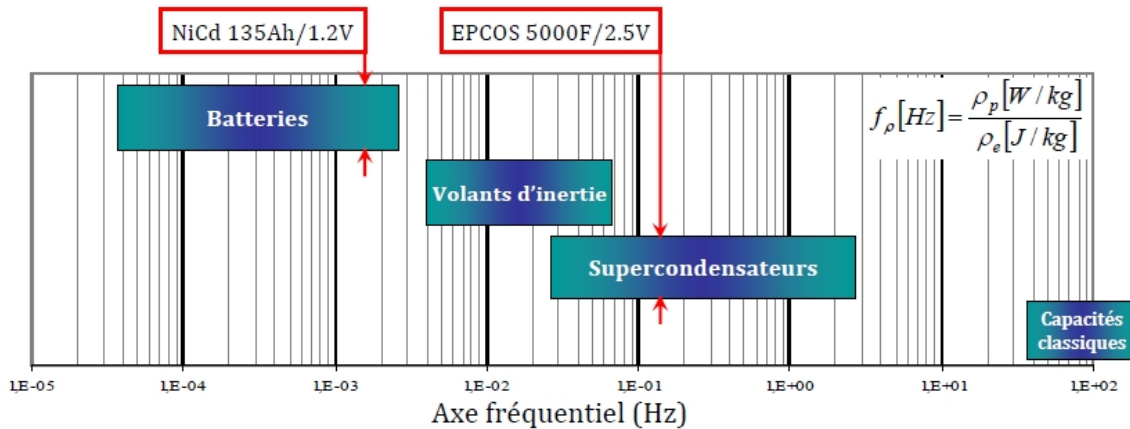 NiCd 135Ah/1.2V
EPCOS 5000F/2.5V
Batteries
f_ρ[Hz] = ρ_p[W/kg] / ρ_e[J/kg]
Volants d'inertie
Supercondensateurs
Capacités
classiques
1,E-05 1,E-04 1,E-03 1,E-02 1,E-01 1,E+00 1,E+01 1,E+02
Axe fréquentiel (Hz)